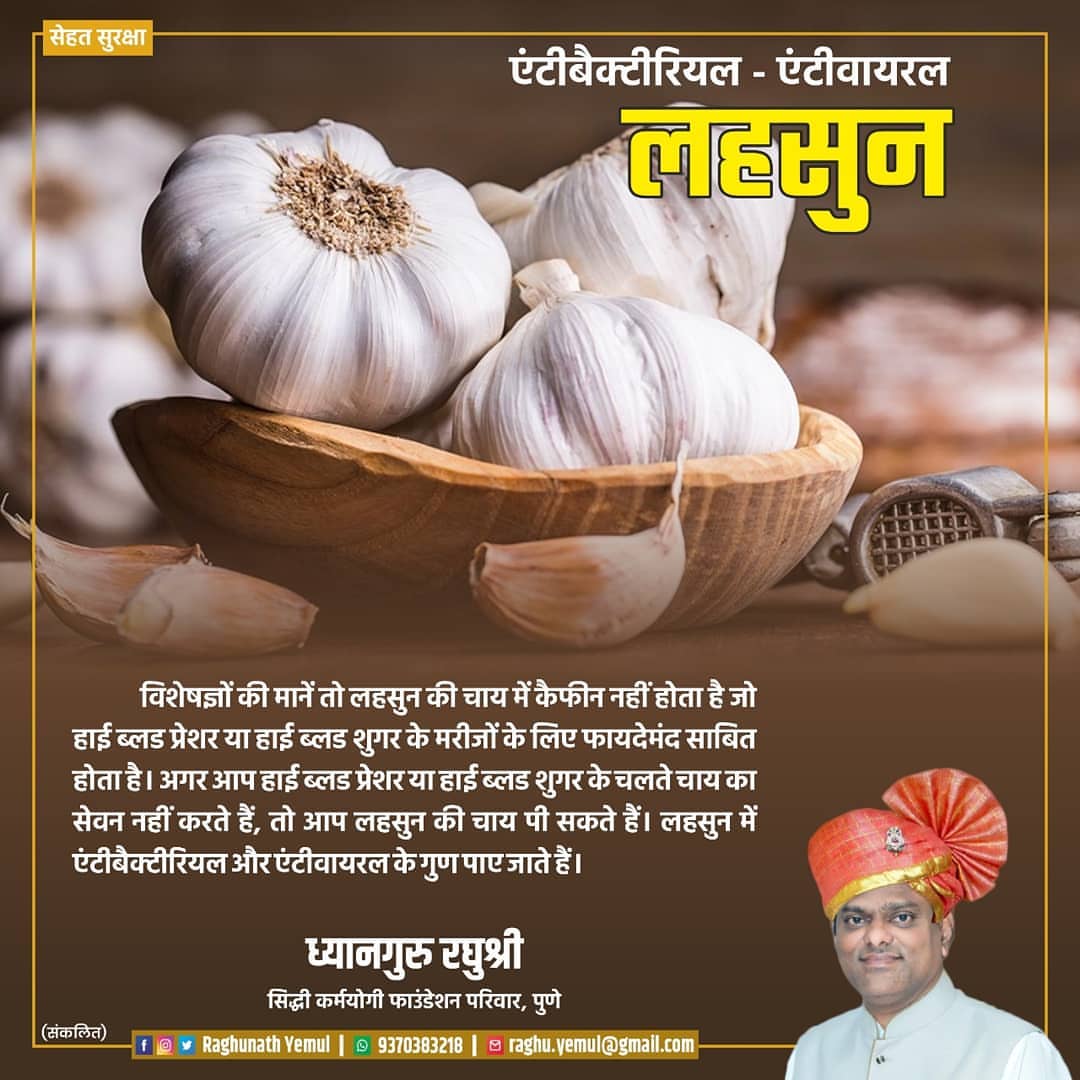 सेहत सुरक्षा
एंटीबैक्टीरियल - एंटीवायरल
लहसुन
विशेषज्ञों की मानें तो लहसुन की चाय में कैफीन नहीं होता है जो
हाई ब्लड प्रेशर या हाई ब्लड शुगर के मरीजों के लिए फायदेमंद साबित
होता है। अगर आप हाई ब्लड प्रेशर या हाई ब्लड शुगर के चलते चाय का
सेवन नहीं करते हैं, तो आप लहसुन की चाय पी सकते हैं। लहसुन में
एंटीबैक्टीरियल और एंटीवायरल के गुण पाए जाते हैं।
ध्यानगुरु रघुश्री
सिद्धी कर्मयोगी फाउंडेशन परिवार, पुणे
(संकलित)
Raghunath Yemul | 9370383218 | raghu.yemul@gmail.com